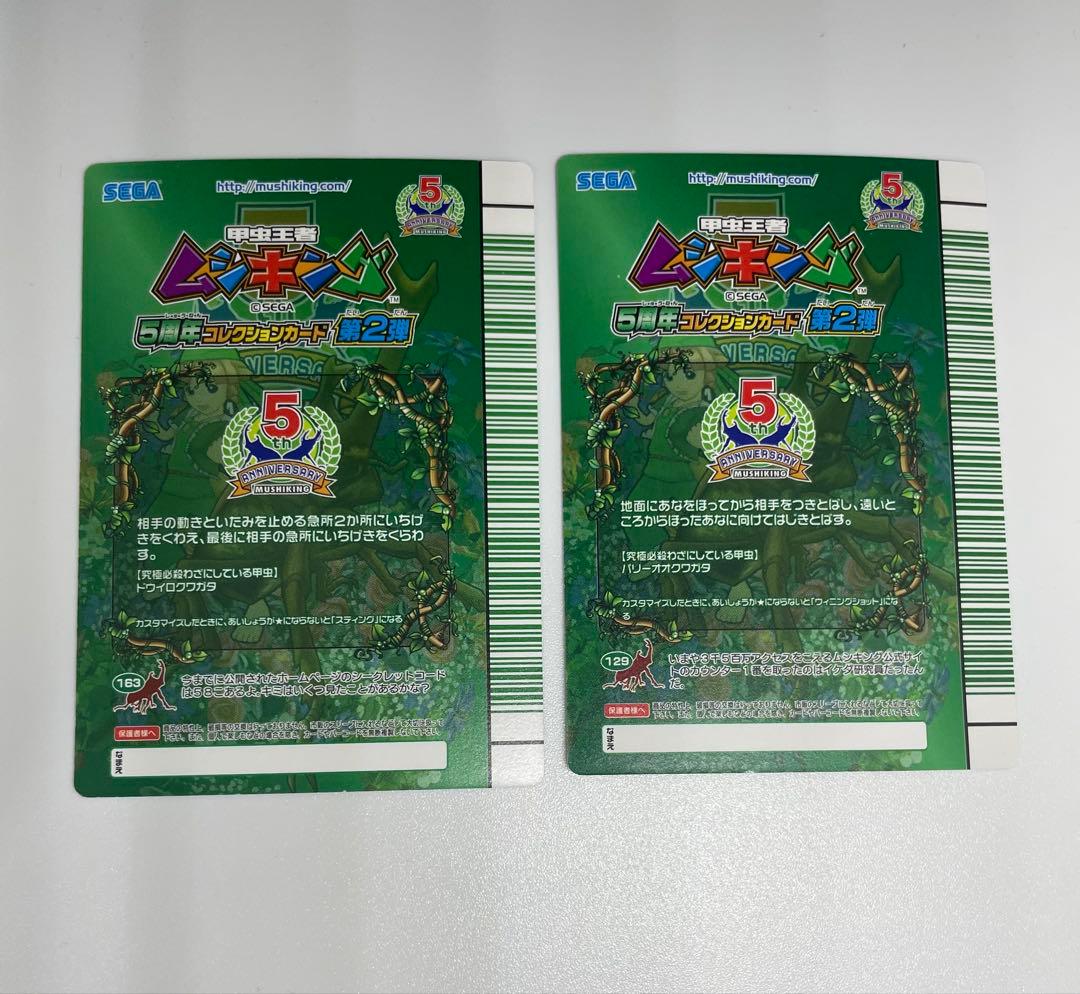 SEGA
http://mushiking.com/
5th
ANNIVERSARY
MUSHIKING
甲虫王者
ムシキング
TM
©SEGA
5周年コレクションカード 第2弾
5th
ANNIVERSARY
MUSHIKING
相手の動きといたみを止める急所2か所にいちげ
きをくわえ、最後に相手の急所にいちげきをくらわ
す。
【究極必殺わざにしている甲虫】
トウイロクワガタ
カスタマイズしたときに、あいしょうが★にならないと「スティング」になる
163
今までに公開されたホームページのシークレットコード
は58こあるよ。キミはいくつ見たことがあるかな?
保護者様へ
なまえ
SEGA
http://mushiking.com/
5th
ANNIVERSARY
MUSHIKING
甲虫王者
ムシキング
TM
©SEGA
5周年コレクションカード 第2弾
5th
ANNIVERSARY
MUSHIKING
地面にあなをほってから相手をつきとばし、遠いと
ころからほったあなに向けてはじきとばす。
【究極必殺わざにしている甲虫】
パリーオオクワガタ
カスタマイズしたときに、あいしょうが★にならないと「ウィニングショット」にな
る
129
いまや3千5百万アクセスをこえるムシキング公式サイ
トのカウンター1番を取ったのはイケダ研究員だったん
だ。
保護者様へ
なまえ